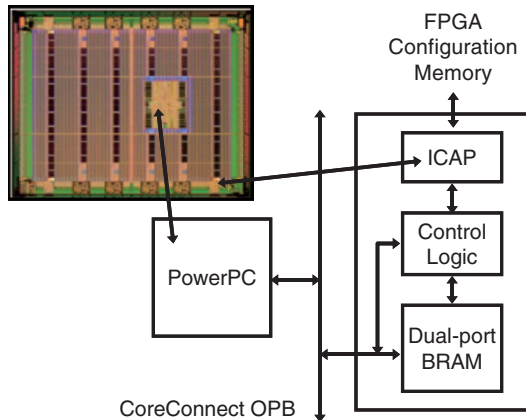 FPGA
Configuration
Memory
ICAP
Control
Logic
PowerPC
Dual-port
BRAM
CoreConnect OPB